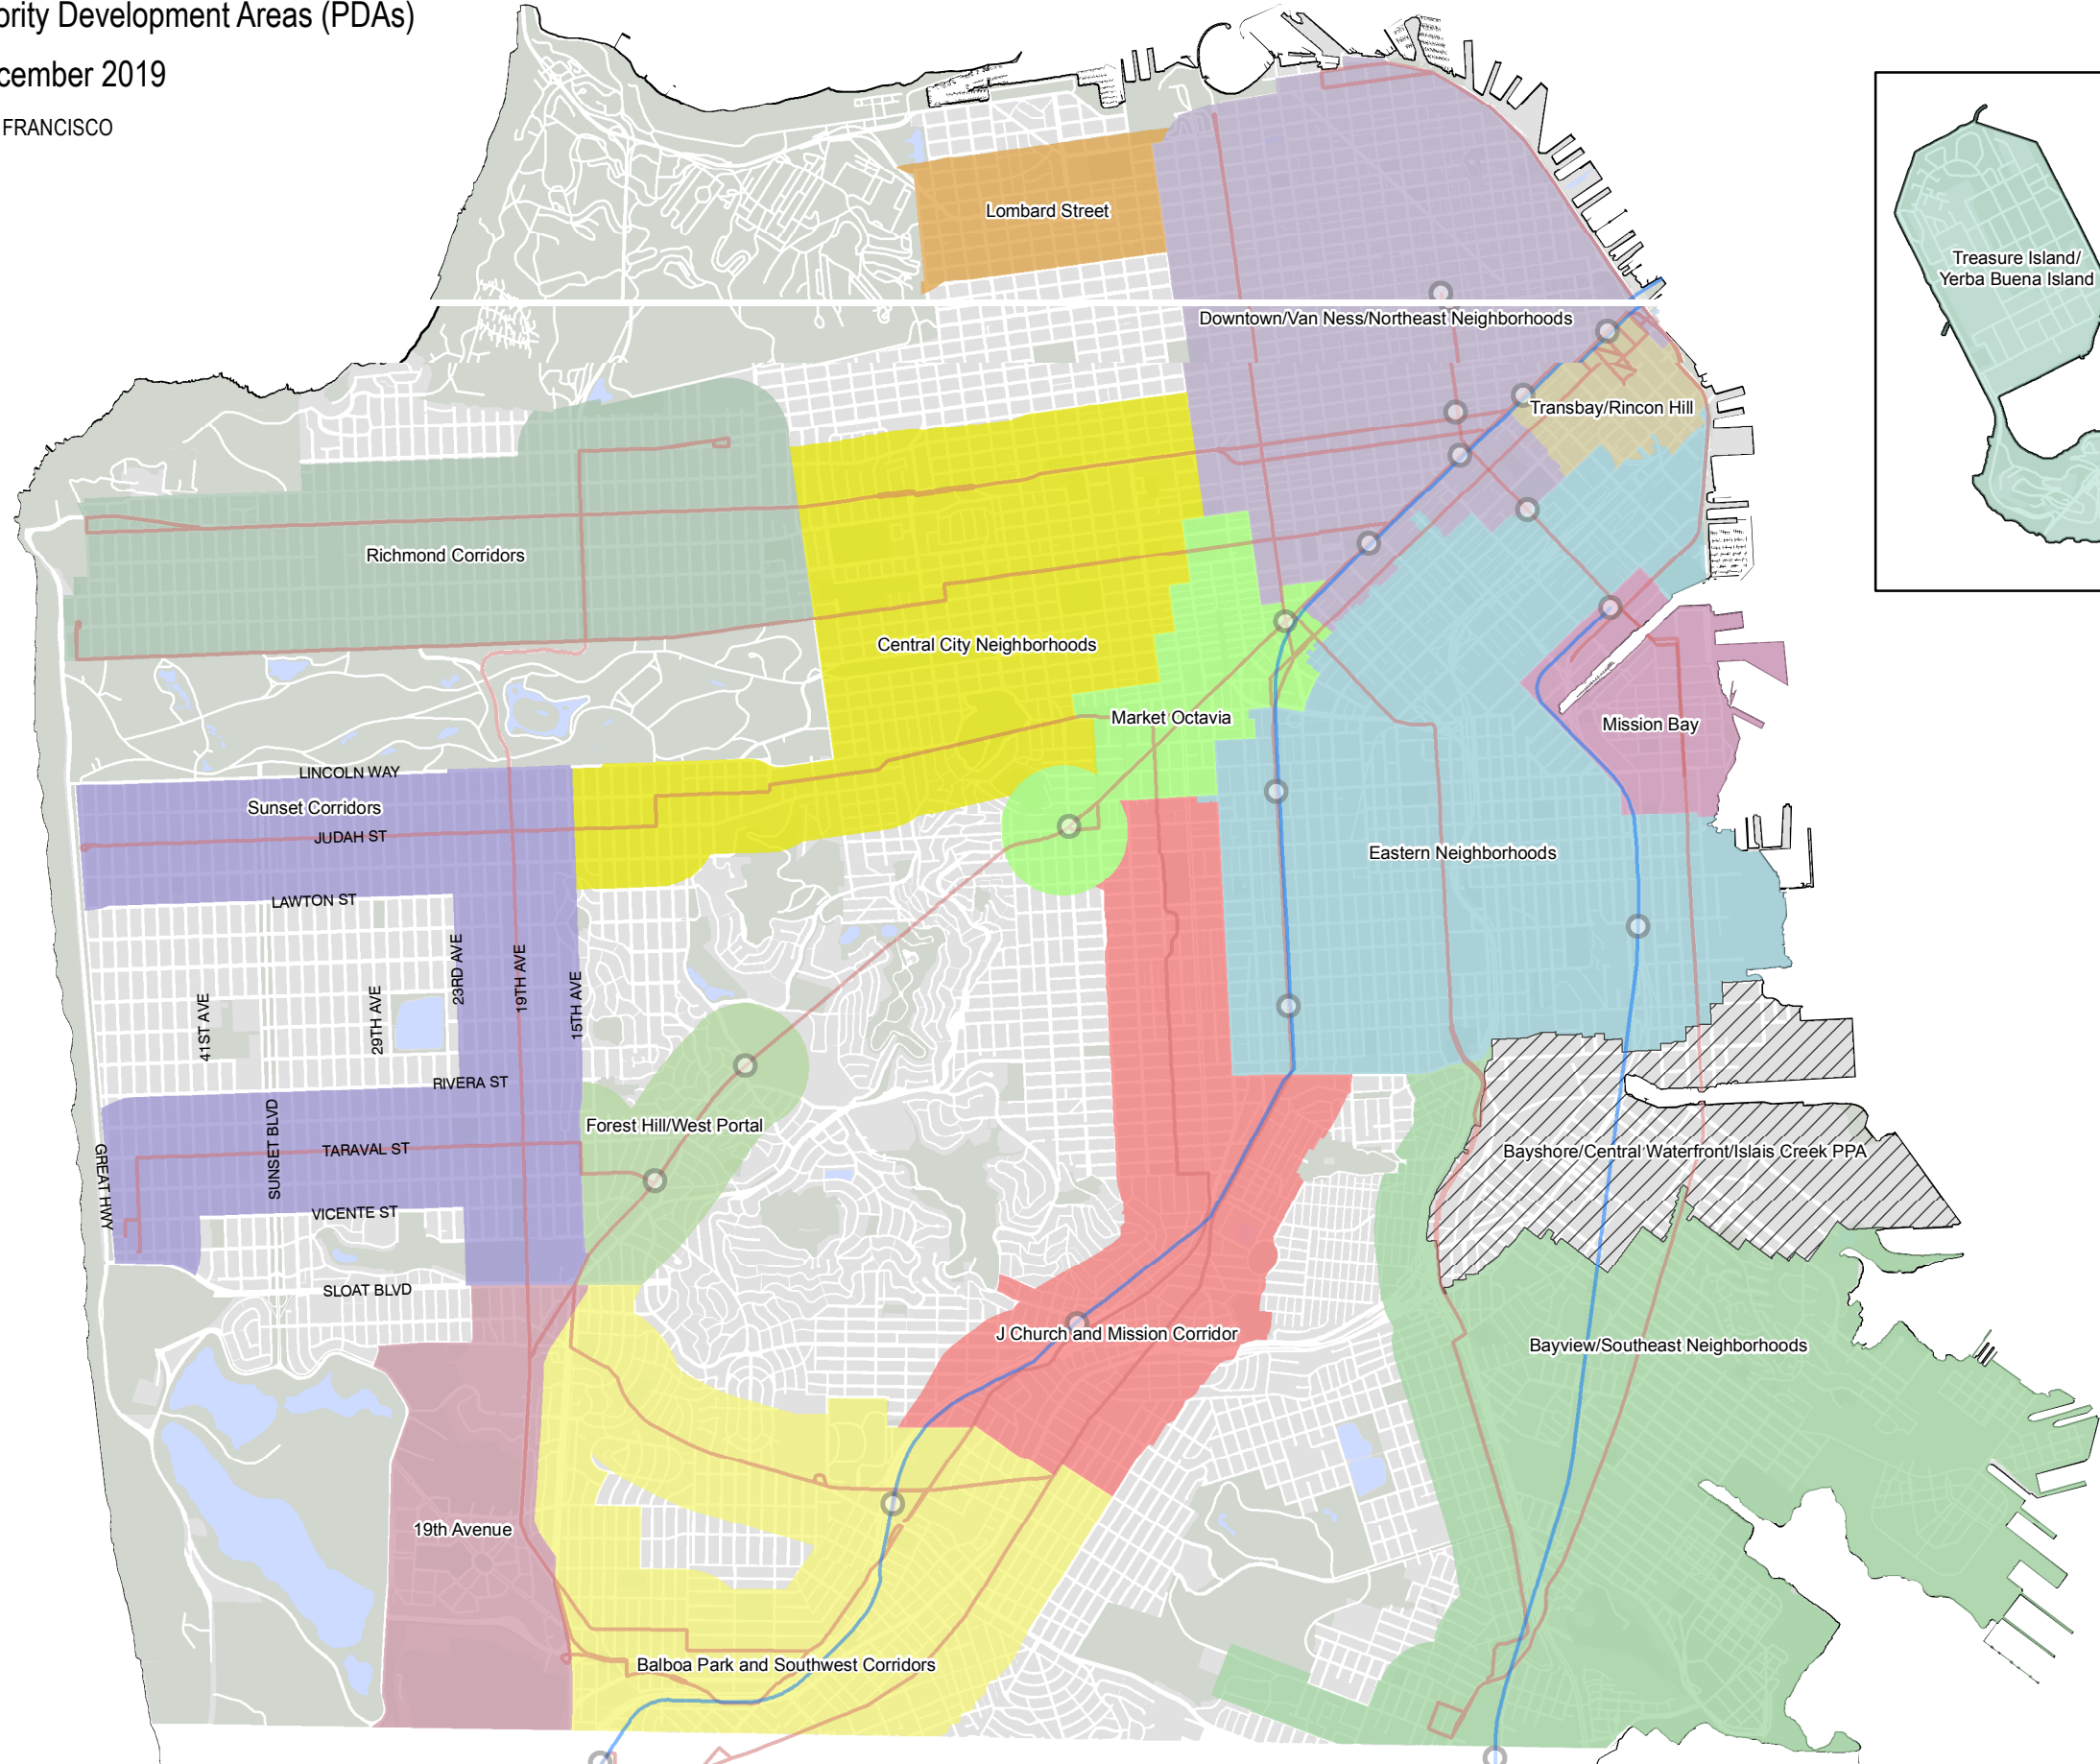 ority Development Areas (PDAs)
cember 2019
FRANCISCO
Lombard Street
Treasure Island/
Yerba Buena Island
Downtown/Van Ness/Northeast Neighborhoods
Transbay/Rincon Hill
Richmond Corridors
Central City Neighborhoods
Market Octavia
Mission Bay
LINCOLN WAY
Sunset Corridors
JUDAH ST
Eastern Neighborhoods
LAWTON ST
23RD AVE
19TH AVE
15TH AVE
41ST AVE
29TH AVE
RIVERA ST
Forest Hill/West Portal
SUNSET BLVD
TARAVAL ST
GREAT HWY
Bayshore/Central Waterfront/Islais Creek PPA
VICENTE ST
SLOAT BLVD
J Church and Mission Corridor
Bayview/Southeast Neighborhoods
19th Avenue
Balboa Park and Southwest Corridors